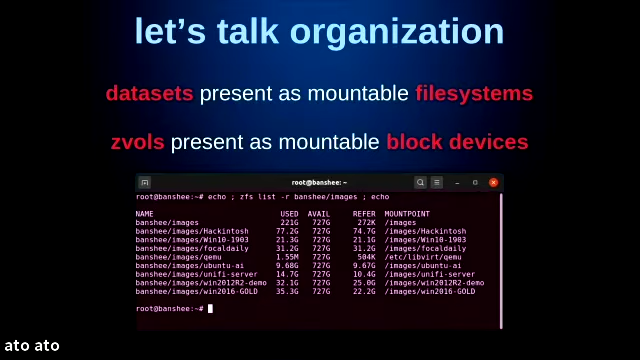 let's talk organization
datasets present as mountable filesystems
zvols present as mountable block devices
root@banshee: ~
root@banshee:~# echo ; zfs list -r banshee/images ; echo
NAME USED AVAIL REFER MOUNTPOINT
banshee/images 221G 727G 272K /images
banshee/images/Hackintosh 77.2G 727G 74.7G /images/Hackintosh
banshee/images/Win10-1903 21.3G 727G 21.1G /images/Win10-1903
banshee/images/focaldaily 31.2G 727G 31.2G /images/focaldaily
banshee/images/qemu 1.55M 727G 504K /etc/libvirt/qemu
banshee/images/ubuntu-ai 9.68G 727G 9.67G /images/ubuntu-ai
banshee/images/unifi-server 14.7G 727G 10.4G /images/unifi-server
banshee/images/win2012R2-demo 32.1G 727G 25.0G /images/win2012R2-demo
banshee/images/win2016-GOLD 35.3G 727G 22.2G /images/win2016-GOLD
root@banshee:~#
ato ato